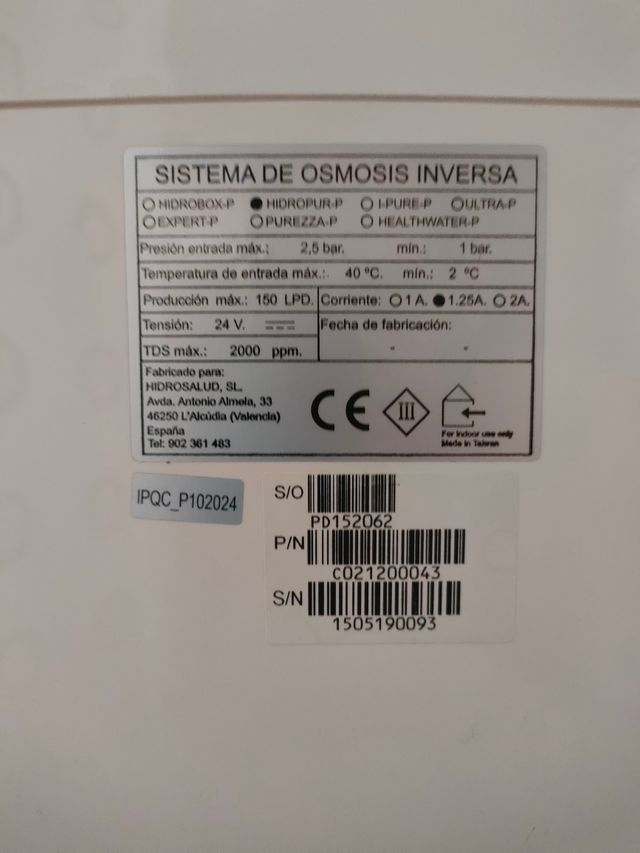 SISTEMA DE OSMOSIS INVERSA
○ HIDROBOX-P ● HIDROPUR-P ○ I-PURE-P ○ ULTRA-P
○ EXPERT-P ○ PUREZZA-P ○ HEALTHWATER-P
Presión entrada máx.: 2,5 bar. mín.: 1 bar.
Temperatura de entrada máx.: 40 ºC. mín.: 2 ºC
Producción máx.: 150 LPD. Corriente: ○ 1 A. ● 1.25A. ○ 2A.
Tensión: 24 V. Fecha de fabricación:
TDS máx.: 2000 ppm. - -
Fabricado para:
HIDROSALUD, SL.
Avda. Antonio Almela, 33
46250 L'Alcúdia (Valencia)
España
Tel: 902 361 483
CE III
For indoor use only
Made in Taiwan
IPQC_P102024
S/O
PD152062
P/N
C021200043
S/N
1505190093